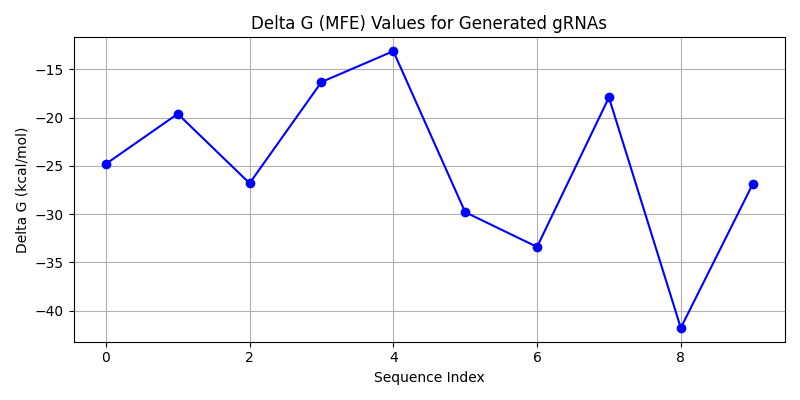 Delta G (MFE) Values for Generated gRNAs
Delta G (kcal/mol)
−15
−20
−25
−30
−35
−40
0 2 4 6 8
Sequence Index